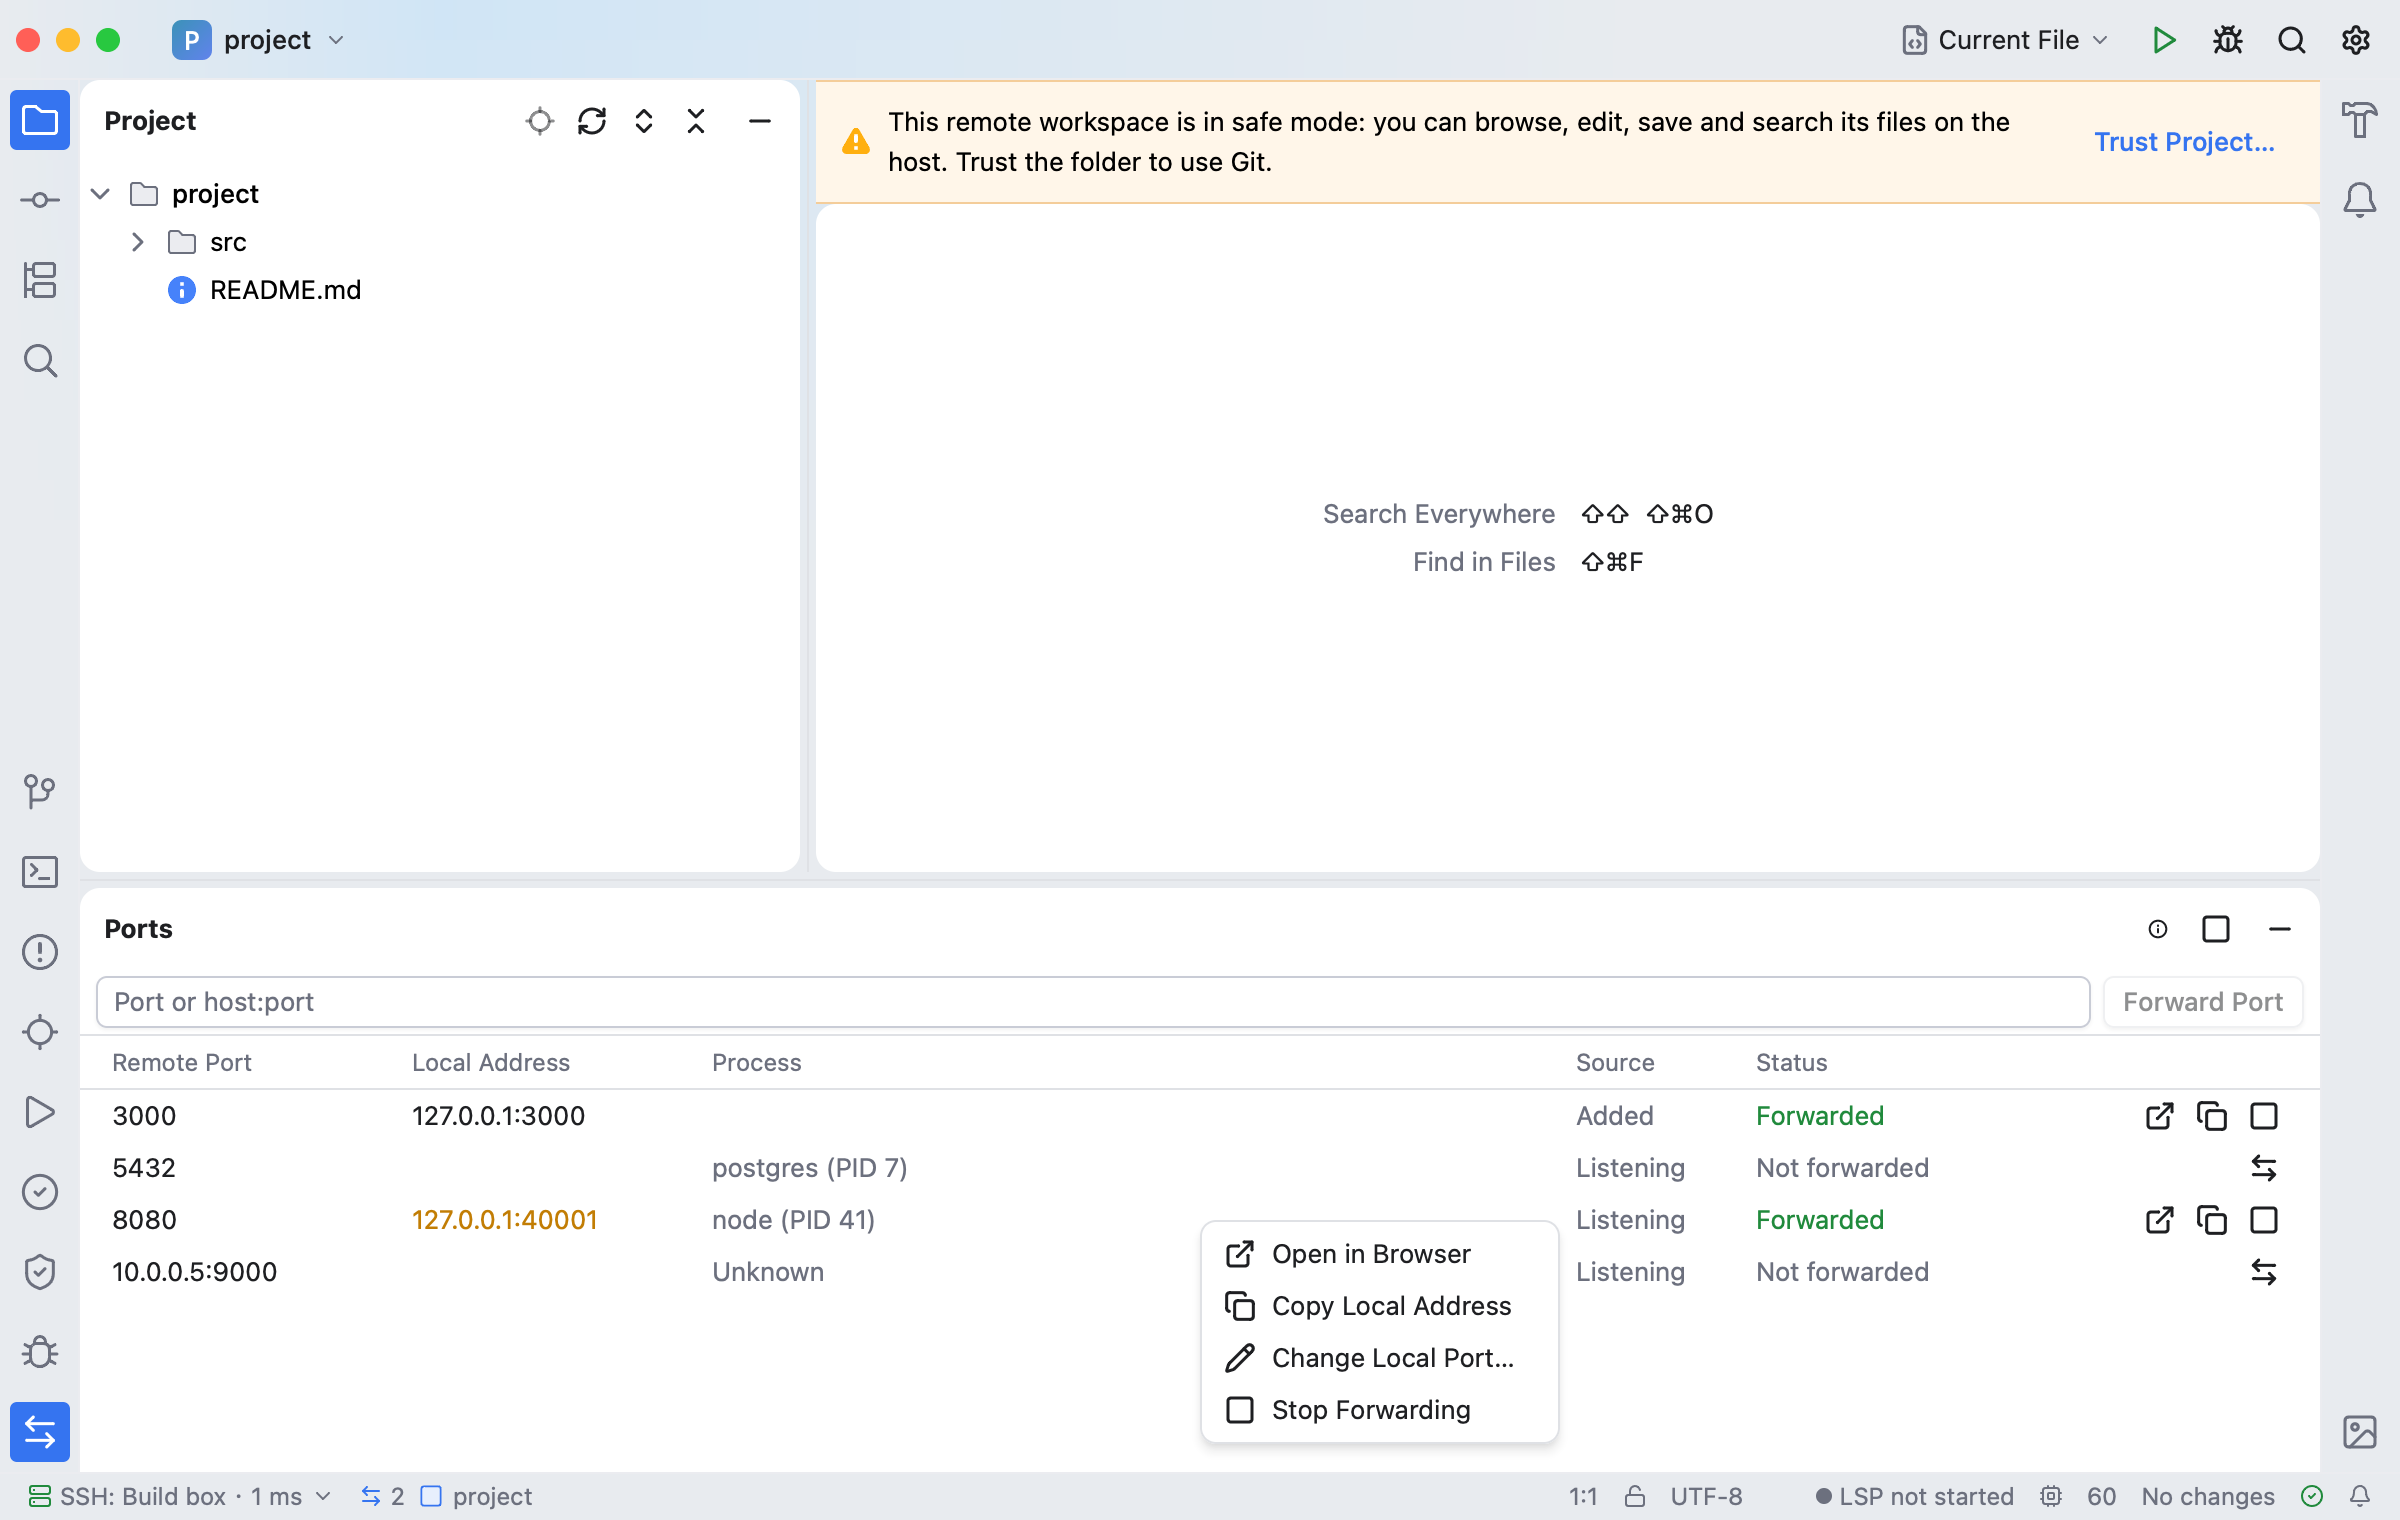 P project
Current File
Project
project
src
README.md
This remote workspace is in safe mode: you can browse, edit, save and search its files on the
host. Trust the folder to use Git.
Trust Project...
Search Everywhere ⇧⇧ ⇧⌘O
Find in Files ⇧⌘F
Ports
Port or host:port
Forward Port
Remote Port Local Address Process Source Status
3000 127.0.0.1:3000 Added Forwarded
5432 postgres (PID 7) Listening Not forwarded
8080 127.0.0.1:40001 node (PID 41) Listening Forwarded
10.0.0.5:9000 Unknown Listening Not forwarded
Open in Browser
Copy Local Address
Change Local Port...
Stop Forwarding
SSH: Build box · 1 ms 2 project 1:1 UTF-8 LSP not started 60 No changes